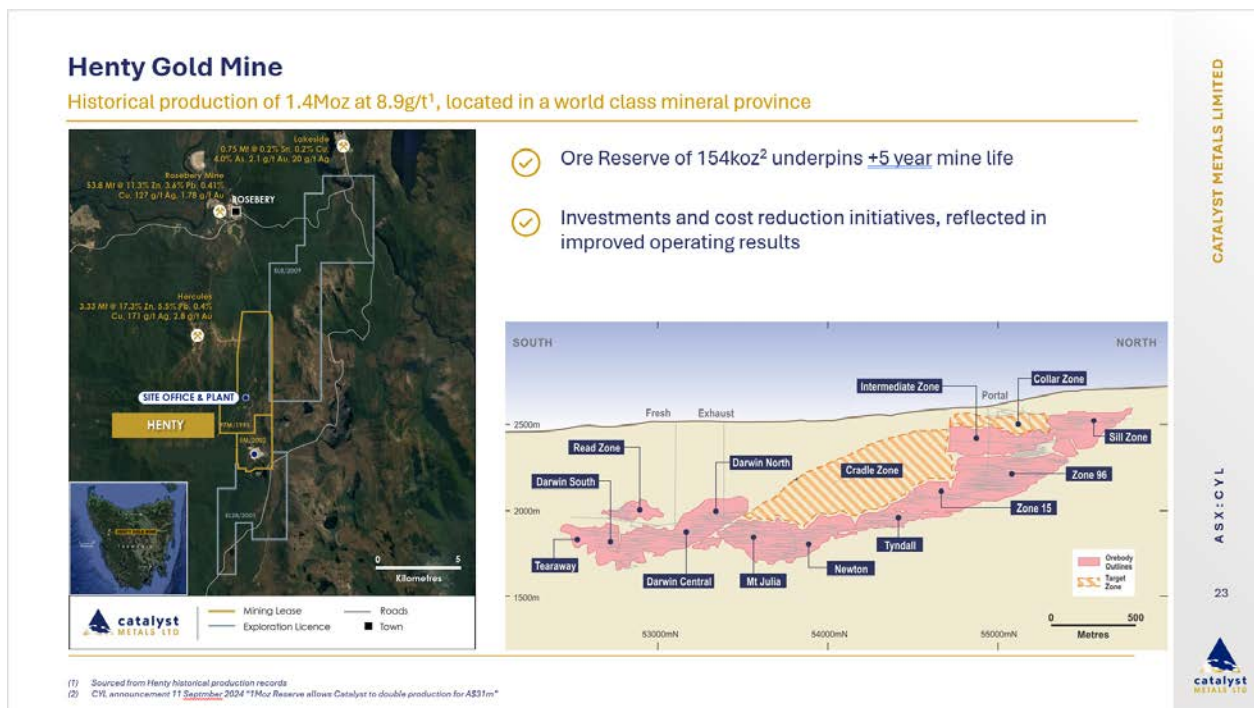 Henty Gold Mine
Historical production of 1.4Moz at 8.9g/t¹, located in a world class mineral province
Lakeside
0.75 Mt @ 0.2% Sn, 0.2% Cu,
4.0% As, 2.1 g/t Au, 20 g/t Ag
Rosebery Mine
53.8 Mt @ 11.3% Zn, 3.6% Pb, 0.41%
Cu, 127 g/t Ag, 1.78 g/t Au
ROSEBERY
Hercules
3.33 Mt @ 17.3% Zn, 5.5% Pb, 0.4%
Cu, 171 g/t Ag, 2.8 g/t Au
SITE OFFICE & PLANT
HENTY
HENTY GOLD MINE
TASMANIA
0 5
Kilometres
catalyst
METALS LTD
Mining Lease
Exploration Licence
Roads
Town
Ore Reserve of 154koz² underpins +5 year mine life
Investments and cost reduction initiatives, reflected in
improved operating results
SOUTH
NORTH
Intermediate Zone
Collar Zone
Portal
Fresh
Exhaust
2500m
Sill Zone
Read Zone
Darwin North
Cradle Zone
Zone 96
Darwin South
2000m
Zone 15
Tyndall
Tearaway
Darwin Central
Mt Julia
Newton
1500m
Orebody
Outlines
Target
Zone
0 500
Metres
53000mN
54000mN
55000mN
(1) Sourced from Henty historical production records
(2) CYL announcement 11 Septmber 2024 "1Moz Reserve allows Catalyst to double production for A$31m"
CATALYST METALS LIMITED
ASX:CYL
23
catalyst
METALS LTD